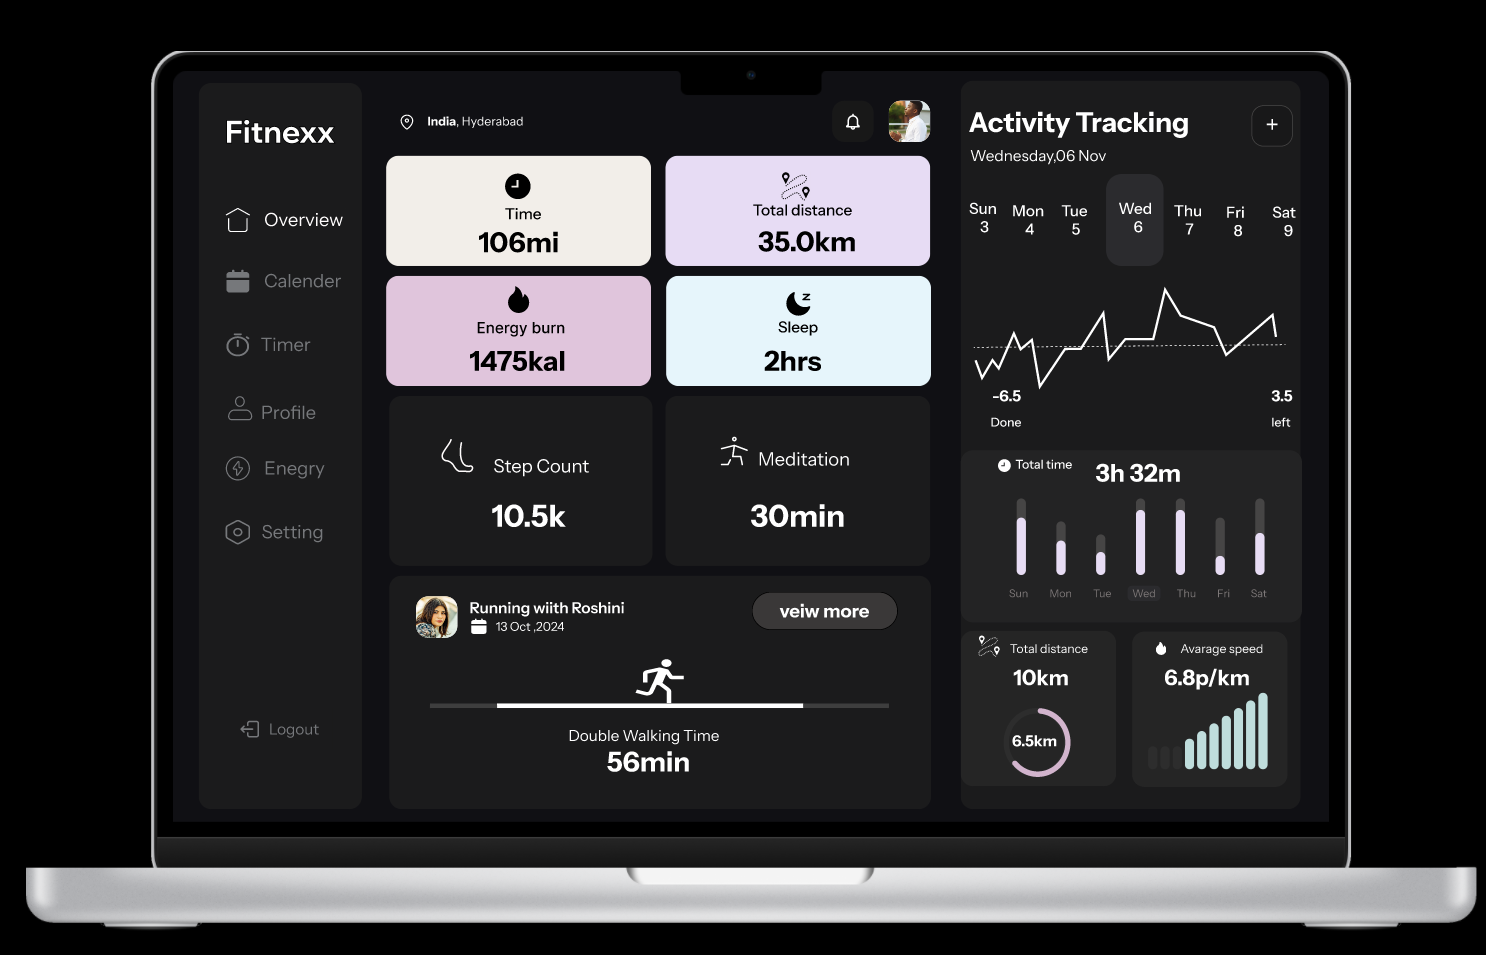 Fitnexx
Overview
Calender
Timer
Profile
Enegry
Setting
Logout
India, Hyderabad
Time
106mi
Total distance
35.0km
Energy burn
1475kal
Sleep
2hrs
Step Count
10.5k
Meditation
30min
Running wiith Roshini
13 Oct ,2024
veiw more
Double Walking Time
56min
Activity Tracking
+
Wednesday,06 Nov
Sun Mon Tue Wed Thu Fri Sat
3 4 5 6 7 8 9
-6.5 3.5
Done left
Total time 3h 32m
Sun Mon Tue Wed Thu Fri Sat
Total distance
10km
6.5km
Avarage speed
6.8p/km